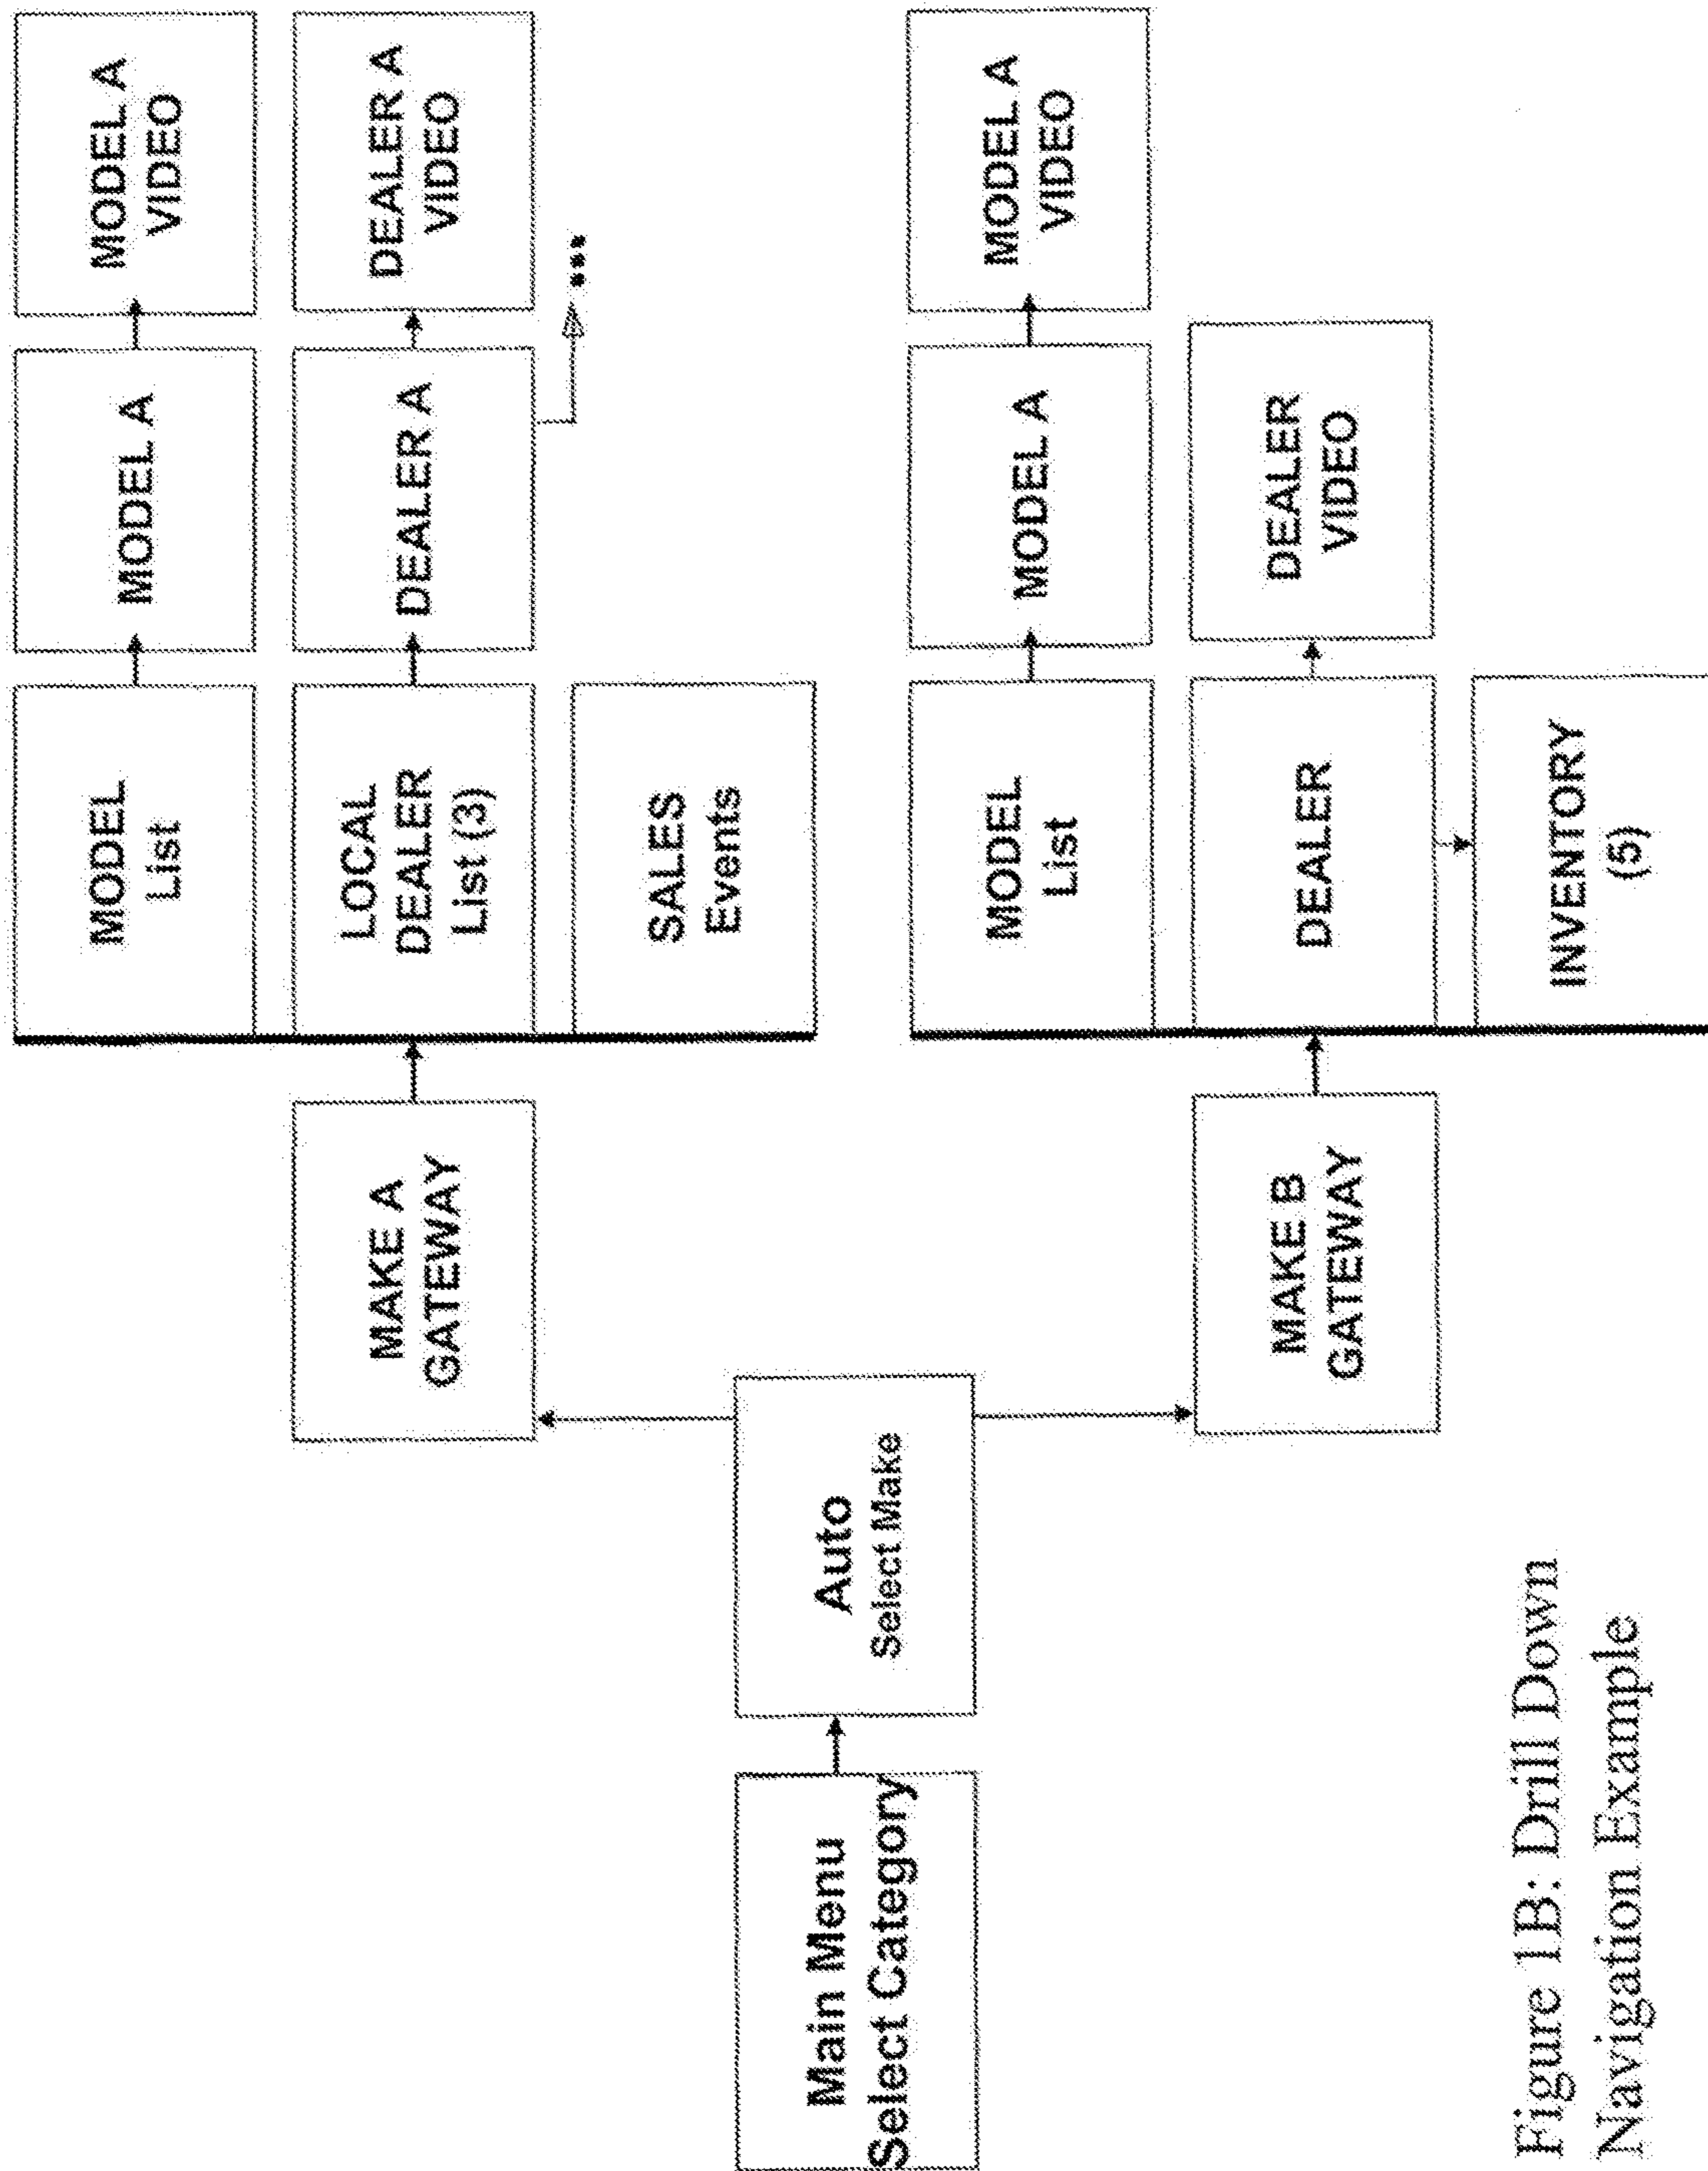 MODEL
List
MODEL A
MODEL A
VIDEO
LOCAL
DEALER
List (3)
DEALER A
DEALER A
VIDEO
•••
SALES
Events
MAKE A
GATEWAY
Main Menu
Select Category
Auto
Select Make
MODEL
List
MODEL A
MODEL A
VIDEO
MAKE B
GATEWAY
DEALER
DEALER
VIDEO
INVENTORY
(5)
Figure 1B: Drill Down
Navigation Example